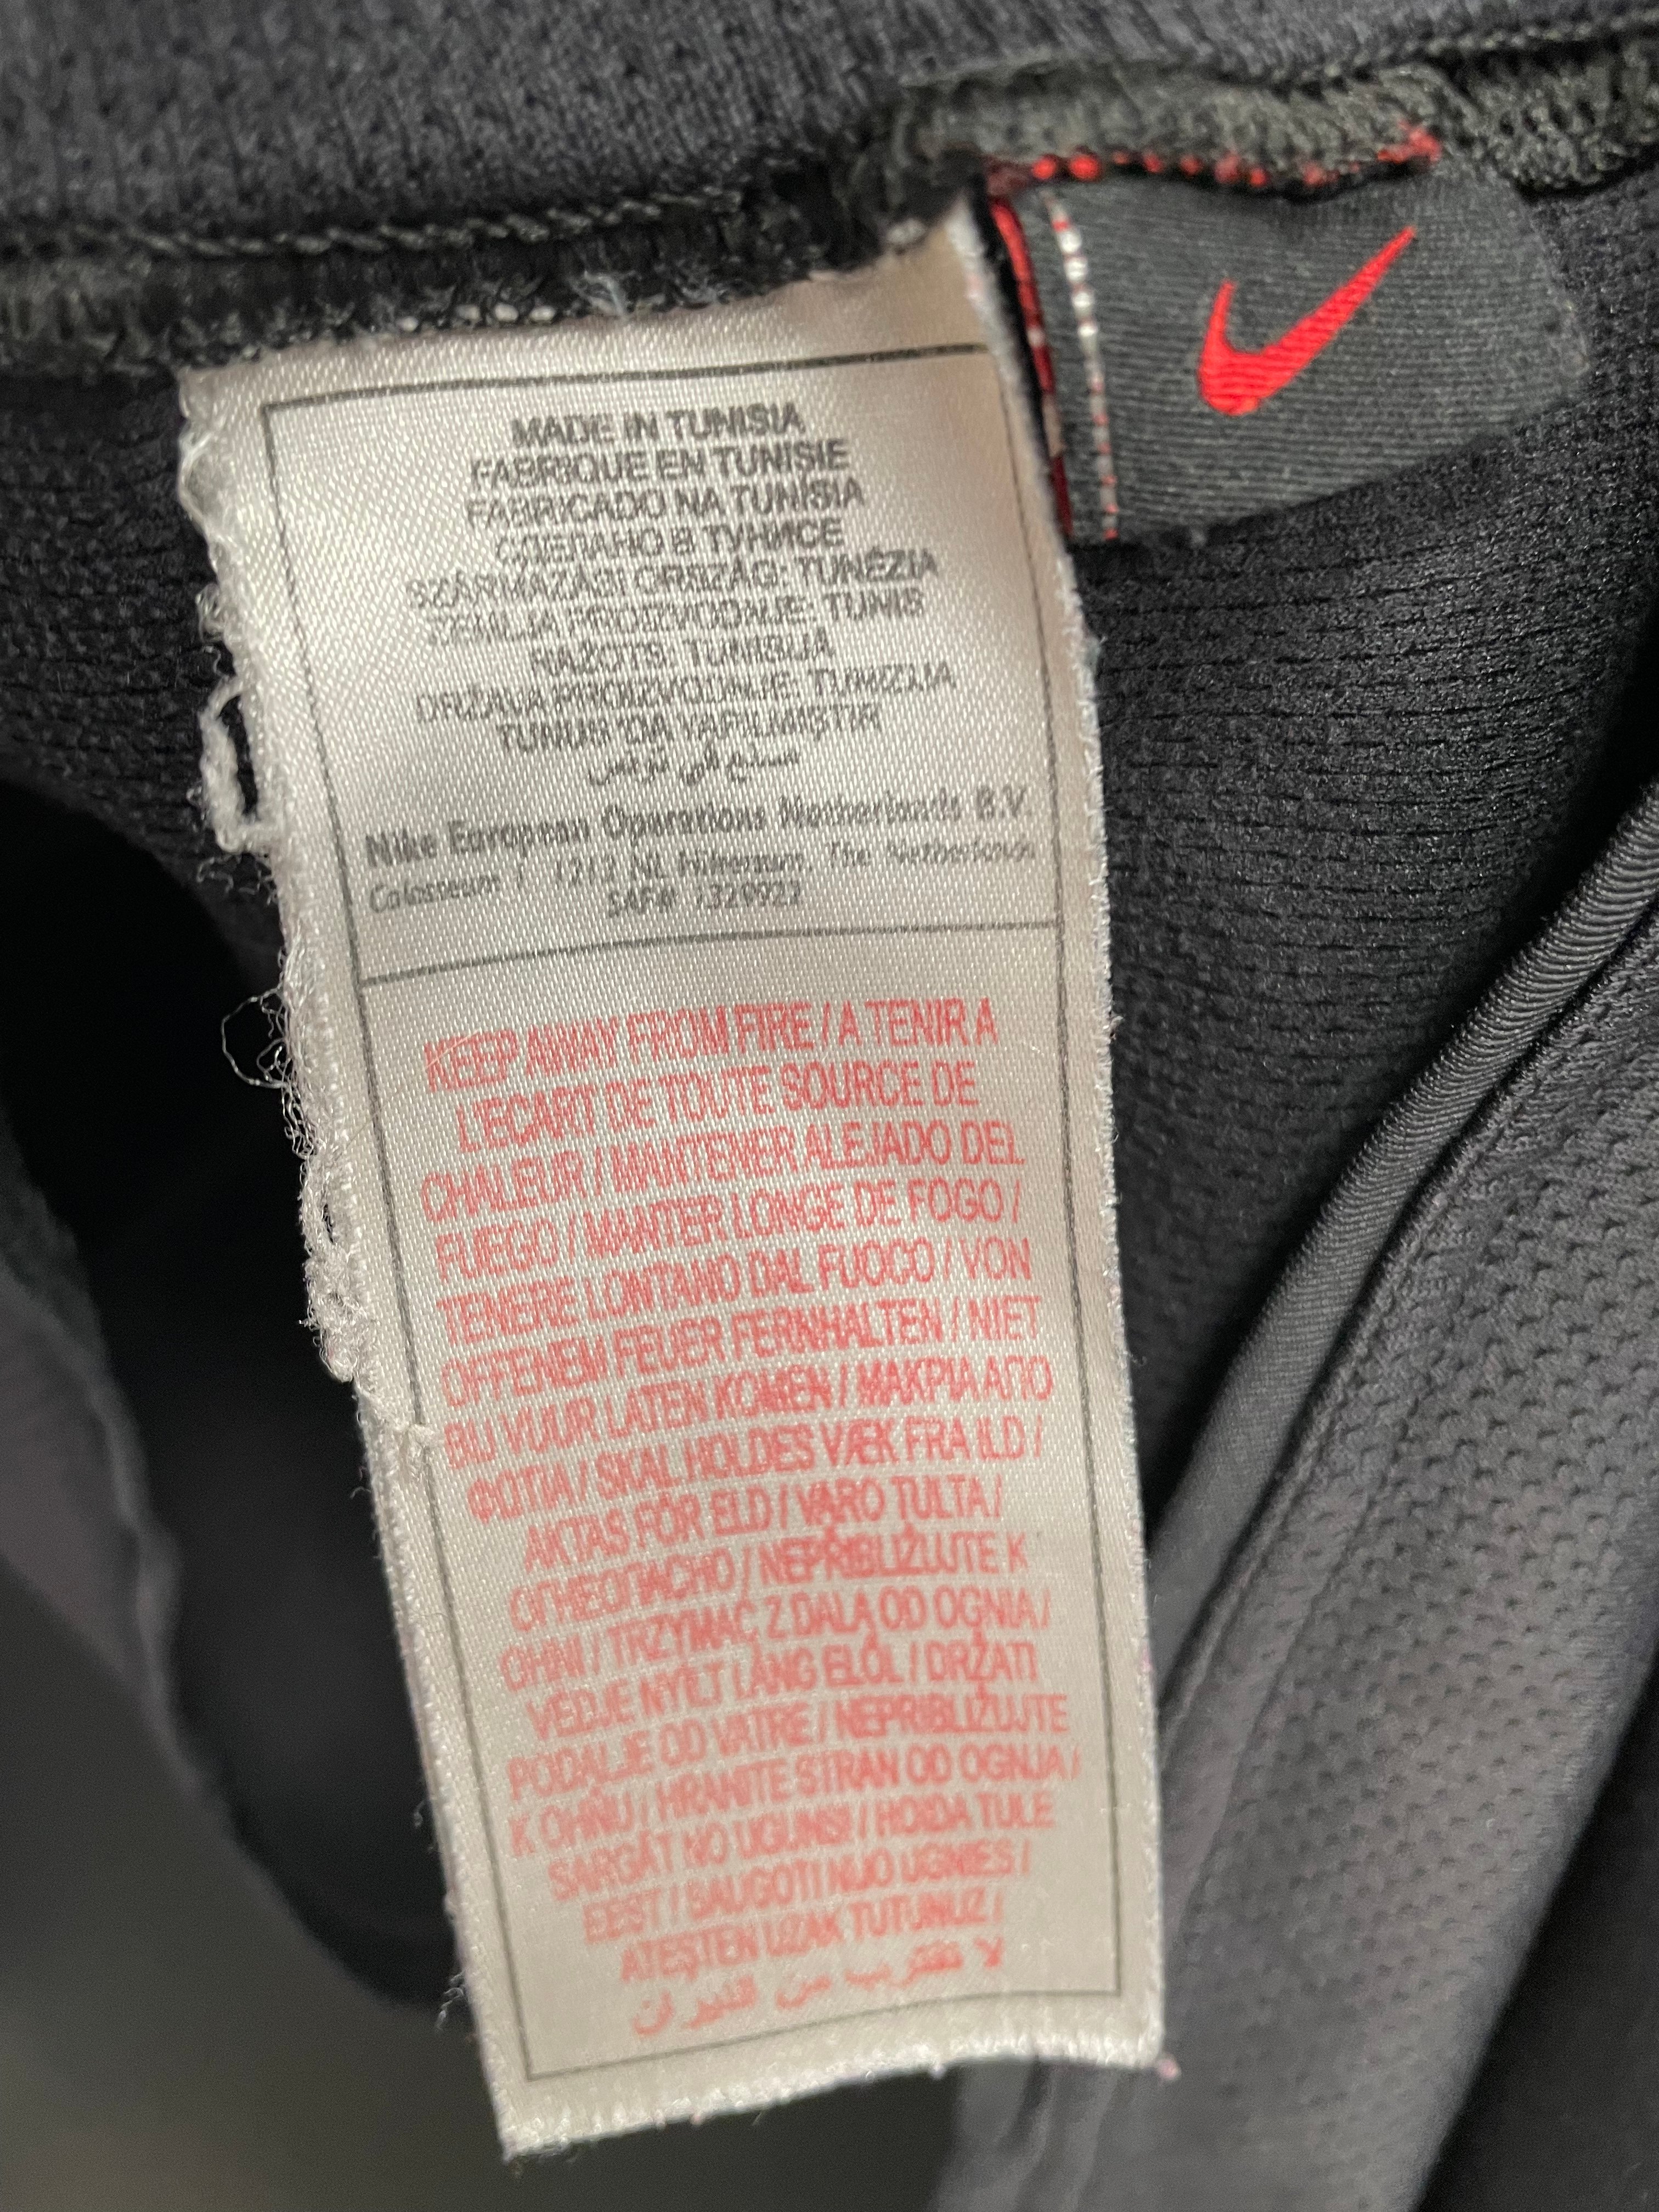 MADE IN TUNISIA
FABRIQUE EN TUNISIE
FABRICADO NA TUNÍSIA
СДЕЛАНО В ТУНИСЕ
SZÁRMAZÁSI ORSZÁG: TUNÉZIA
ZEMLJA PROIZVODNJE: TUNIS
RAŽOTS: TUNISIJA
DRŽAVA PROIZVODNJE: TUNIZIJA
TUNUS'DA YAPILMIŞTIR
صنع في تونس
Nike European Operations Netherlands B.V.
Colosseum 1 1213 NL Hilversum, The Netherlands
SAF# 1329922
KEEP AWAY FROM FIRE / A TENIR A
L'ECART DE TOUTE SOURCE DE
CHALEUR / MANTENER ALEJADO DEL
FUEGO / MANTER LONGE DE FOGO /
TENERE LONTANO DAL FUOCO / VON
OFFENEM FEUER FERNHALTEN / NIET
BIJ VUUR LATEN KOMEN / ΜΑΚΡΙΑ ΑΠΟ
ΦΩΤΙΑ / SKAL HOLDES VÆK FRA ILD /
AKTAS FÖR ELD / VARO TULTA /
ОГНЕОПАСНО / NEPŘIBLIŽUJTE K
OHNI / TRZYMAĆ Z DALA OD OGNIA /
VÉDJE NYÍLT LÁNG ELŐL / DRŽATI
PODALJE OD VATRE / NEPRIBLIŽUJTE
K OHŇU / HRANITE STRAN OD OGNJA /
SARGĀT NO UGUNS / HOIDA TULE
EEST / SAUGOTI NUO UGNIES /
ATEŞTEN UZAK TUTUNUZ /
لا تقترب من النيران